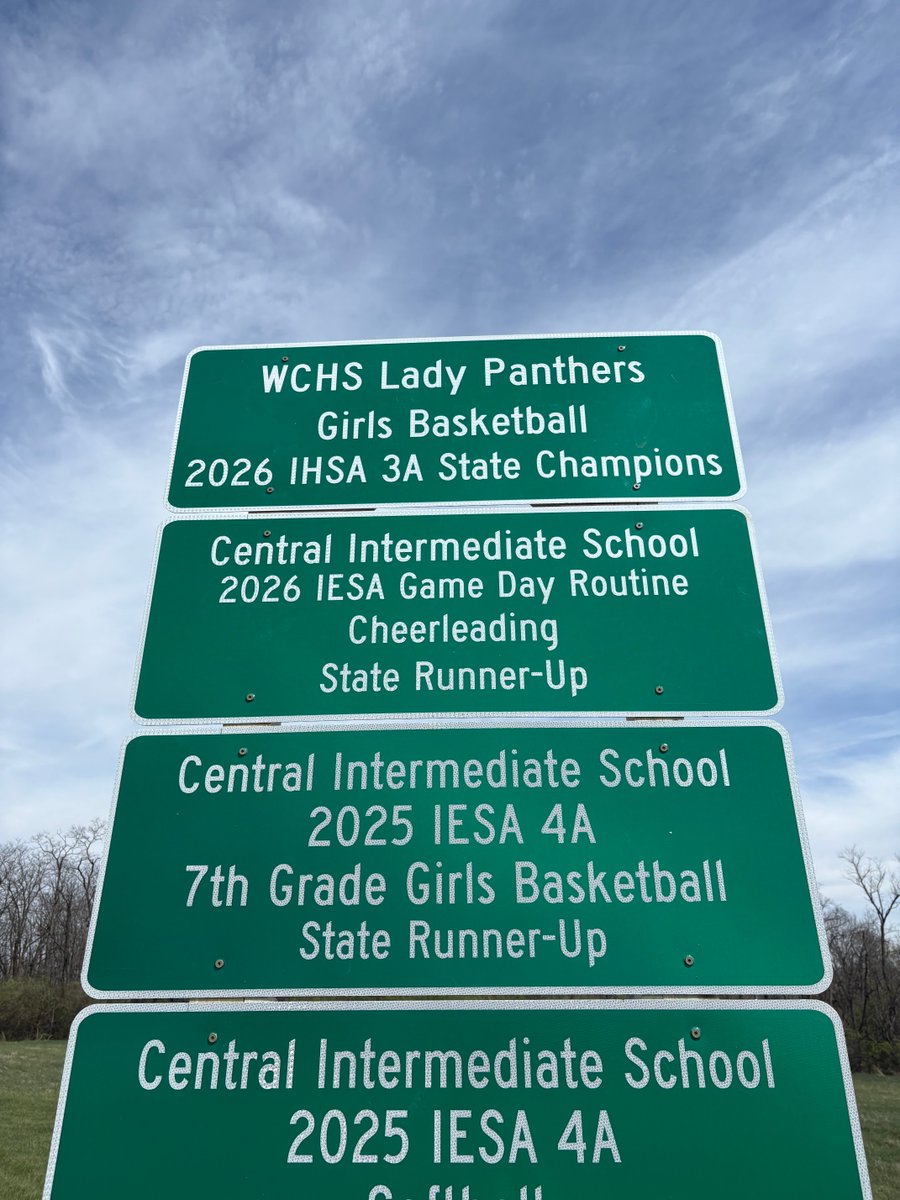 WCHS Lady Panthers
Girls Basketball
2026 IHSA 3A State Champions
Central Intermediate School
2026 IESA Game Day Routine
Cheerleading
State Runner-Up
Central Intermediate School
2025 IESA 4A
7th Grade Girls Basketball
State Runner-Up
Central Intermediate School
2025 IESA 4A
Softball